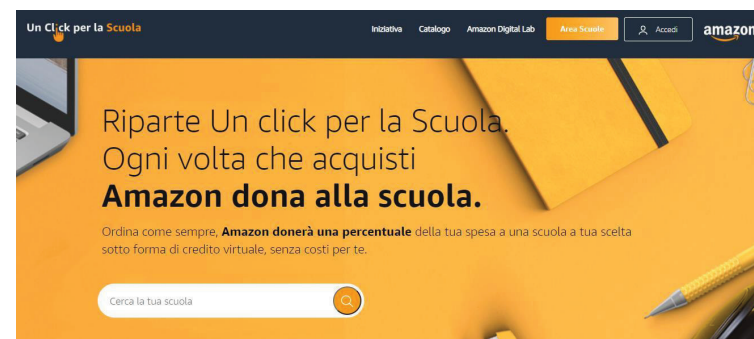 Un Click per la Scuola
Iniziativa
Catalogo
Amazon Digital Lab
Area Scuole
Accedi
amazon
Riparte Un click per la Scuola.
Ogni volta che acquisti
Amazon dona alla scuola.
Ordina come sempre, Amazon donerà una percentuale della tua spesa a una scuola a tua scelta
sotto forma di credito virtuale, senza costi per te.
Cerca la tua scuola